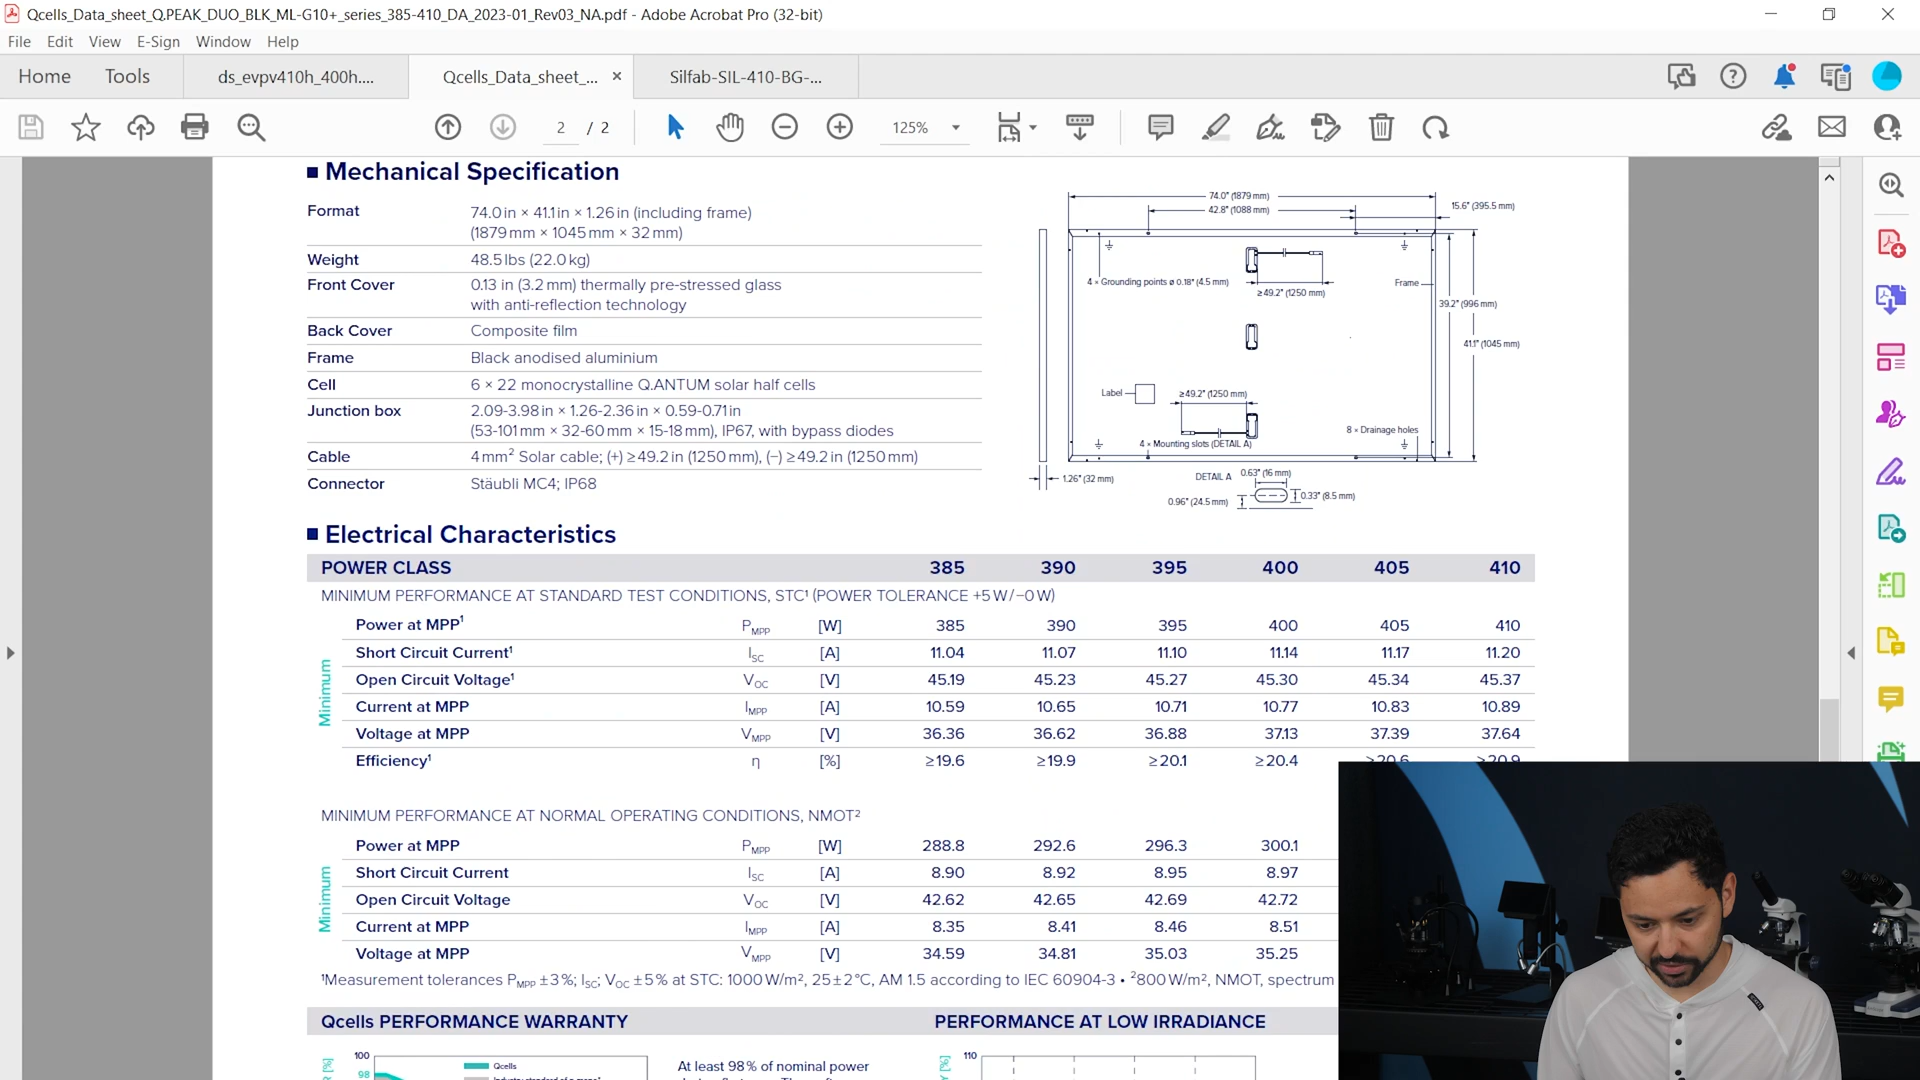 Qcells_Data_sheet_Q.PEAK_DUO_BLK_ML-G10+_series_385-410_DA_2023-01_Rev03_NA.pdf - Adobe Acrobat Pro (32-bit)
File Edit View E-Sign Window Help
Home Tools ds_evpv410h_400h.... Qcells_Data_sheet_... Silfab-SIL-410-BG-...
2 / 2 125%
Mechanical Specification
Format 74.0 in × 41.1 in × 1.26 in (including frame)
(1879 mm × 1045 mm × 32 mm)
Weight 48.5 lbs (22.0 kg)
Front Cover 0.13 in (3.2 mm) thermally pre-stressed glass
with anti-reflection technology
Back Cover Composite film
Frame Black anodised aluminium
Cell 6 × 22 monocrystalline Q.ANTUM solar half cells
Junction box 2.09-3.98 in × 1.26-2.36 in × 0.59-0.71 in
(53-101 mm × 32-60 mm × 15-18 mm), IP67, with bypass diodes
Cable 4 mm² Solar cable; (+) ≥49.2 in (1250 mm), (−) ≥49.2 in (1250 mm)
Connector Stäubli MC4; IP68
74.0" (1879 mm)
42.8" (1088 mm)
15.6" (395.5 mm)
4 × Grounding points ø 0.18" (4.5 mm)
≥49.2" (1250 mm)
Frame
39.2" (996 mm)
41.1" (1045 mm)
Label
≥49.2" (1250 mm)
8 × Drainage holes
4 × Mounting slots (DETAIL A)
1.26" (32 mm)
DETAIL A 0.63" (16 mm)
0.96" (24.5 mm) 0.33" (8.5 mm)
Electrical Characteristics
POWER CLASS 385 390 395 400 405 410
MINIMUM PERFORMANCE AT STANDARD TEST CONDITIONS, STC¹ (POWER TOLERANCE +5 W/−0 W)
Minimum
Power at MPP¹ PMPP [W] 385 390 395 400 405 410
Short Circuit Current¹ ISC [A] 11.04 11.07 11.10 11.14 11.17 11.20
Open Circuit Voltage¹ VOC [V] 45.19 45.23 45.27 45.30 45.34 45.37
Current at MPP IMPP [A] 10.59 10.65 10.71 10.77 10.83 10.89
Voltage at MPP VMPP [V] 36.36 36.62 36.88 37.13 37.39 37.64
Efficiency¹ η [%] ≥19.6 ≥19.9 ≥20.1 ≥20.4 ≥20.6 ≥20.9
MINIMUM PERFORMANCE AT NORMAL OPERATING CONDITIONS, NMOT²
Minimum
Power at MPP PMPP [W] 288.8 292.6 296.3 300.1
Short Circuit Current ISC [A] 8.90 8.92 8.95 8.97
Open Circuit Voltage VOC [V] 42.62 42.65 42.69 42.72
Current at MPP IMPP [A] 8.35 8.41 8.46 8.51
Voltage at MPP VMPP [V] 34.59 34.81 35.03 35.25
¹Measurement tolerances PMPP ±3 %; ISC; VOC ±5 % at STC: 1000 W/m², 25 ± 2 °C, AM 1.5 according to IEC 60904-3 • ²800 W/m², NMOT, spectrum
Qcells PERFORMANCE WARRANTY PERFORMANCE AT LOW IRRADIANCE
100
98
Qcells
At least 98 % of nominal power
110